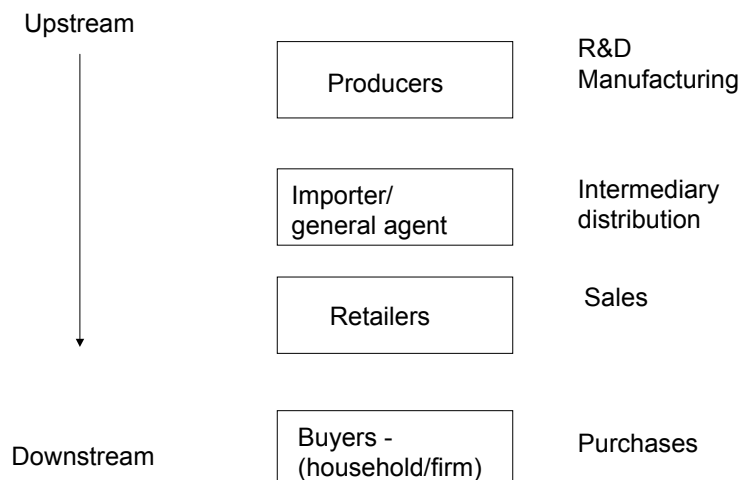 Upstream
Producers
R&D
Manufacturing
Importer/
general agent
Intermediary
distribution
Retailers
Sales
Downstream
Buyers -
(household/firm)
Purchases